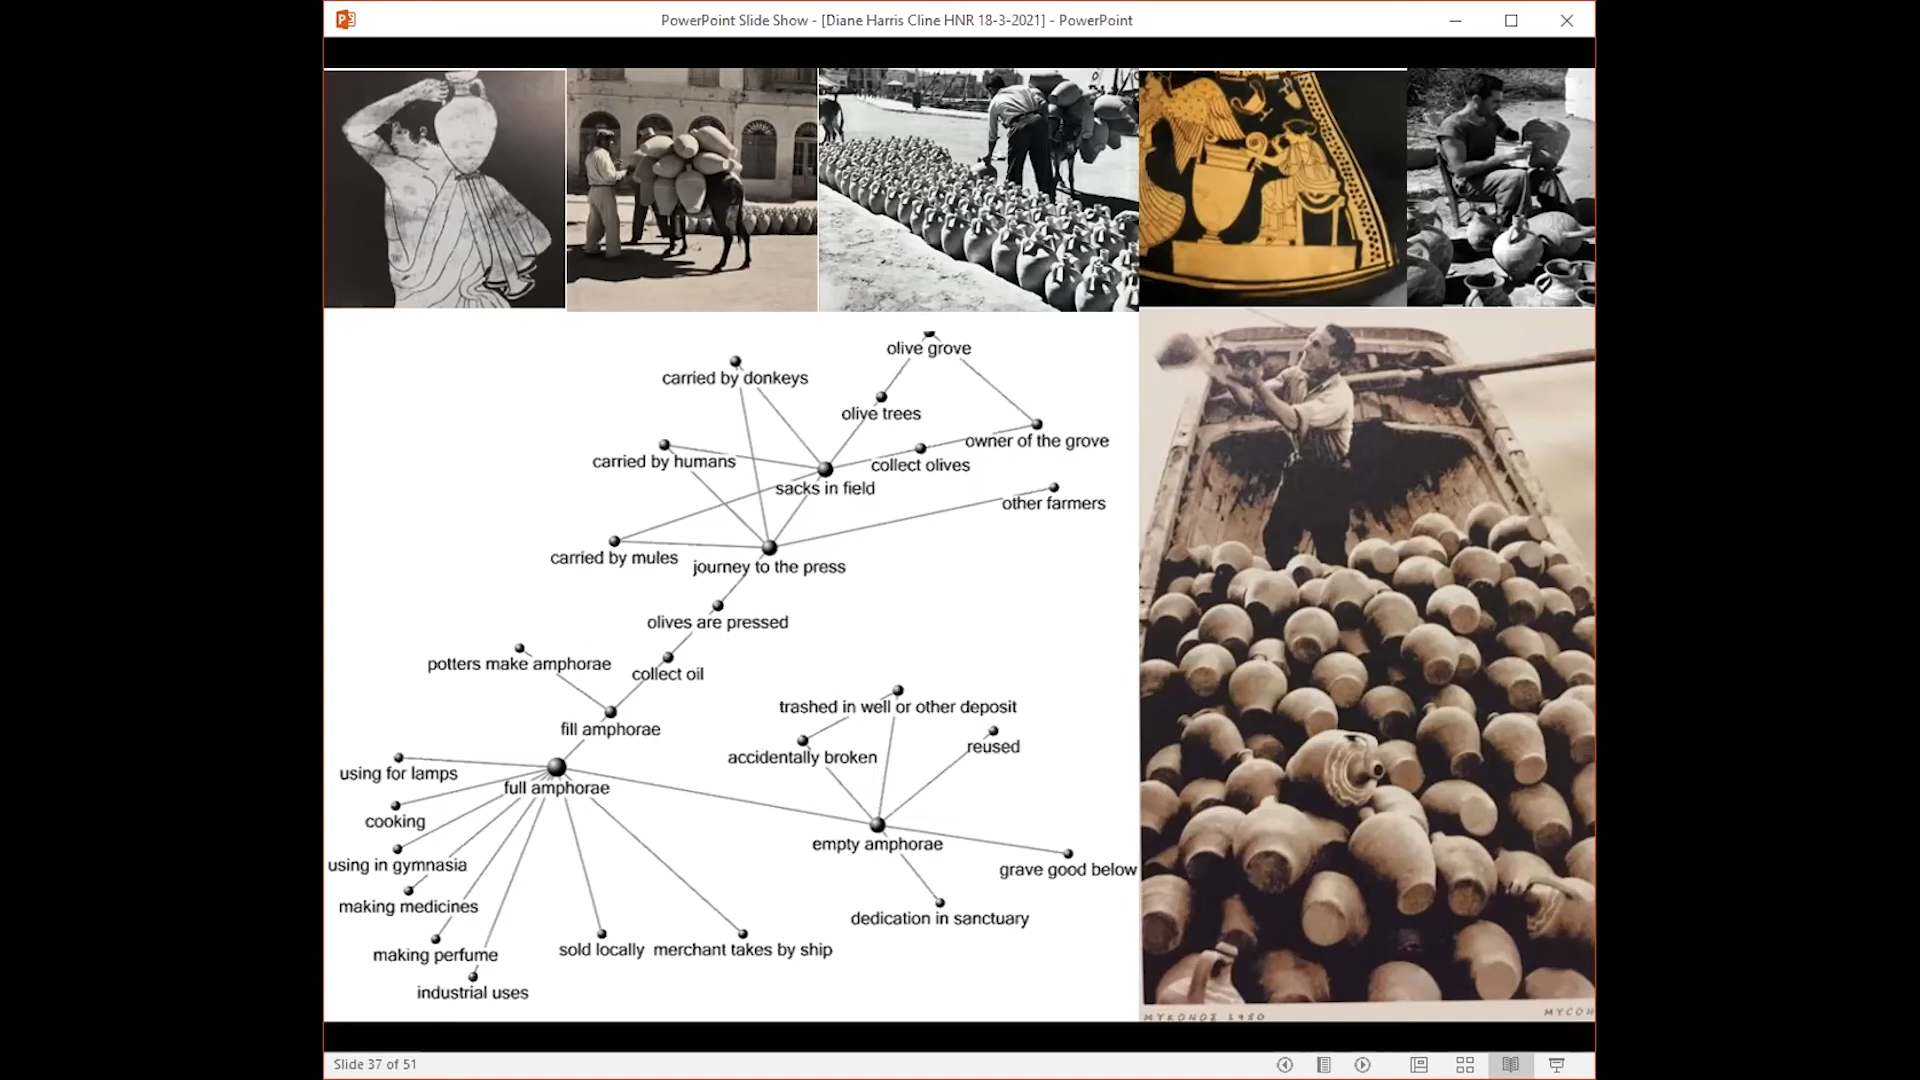 PowerPoint Slide Show - [Diane Harris Cline HNR 18-3-2021] - PowerPoint
olive grove
carried by donkeys
olive trees
owner of the grove
carried by humans
collect olives
sacks in field
other farmers
carried by mules
journey to the press
olives are pressed
potters make amphorae
collect oil
trashed in well or other deposit
fill amphorae
reused
accidentally broken
using for lamps
full amphorae
cooking
empty amphorae
using in gymnasia
grave good below
making medicines
dedication in sanctuary
making perfume
sold locally
merchant takes by ship
industrial uses
MYKONOS 1950
MYCON
Slide 37 of 51